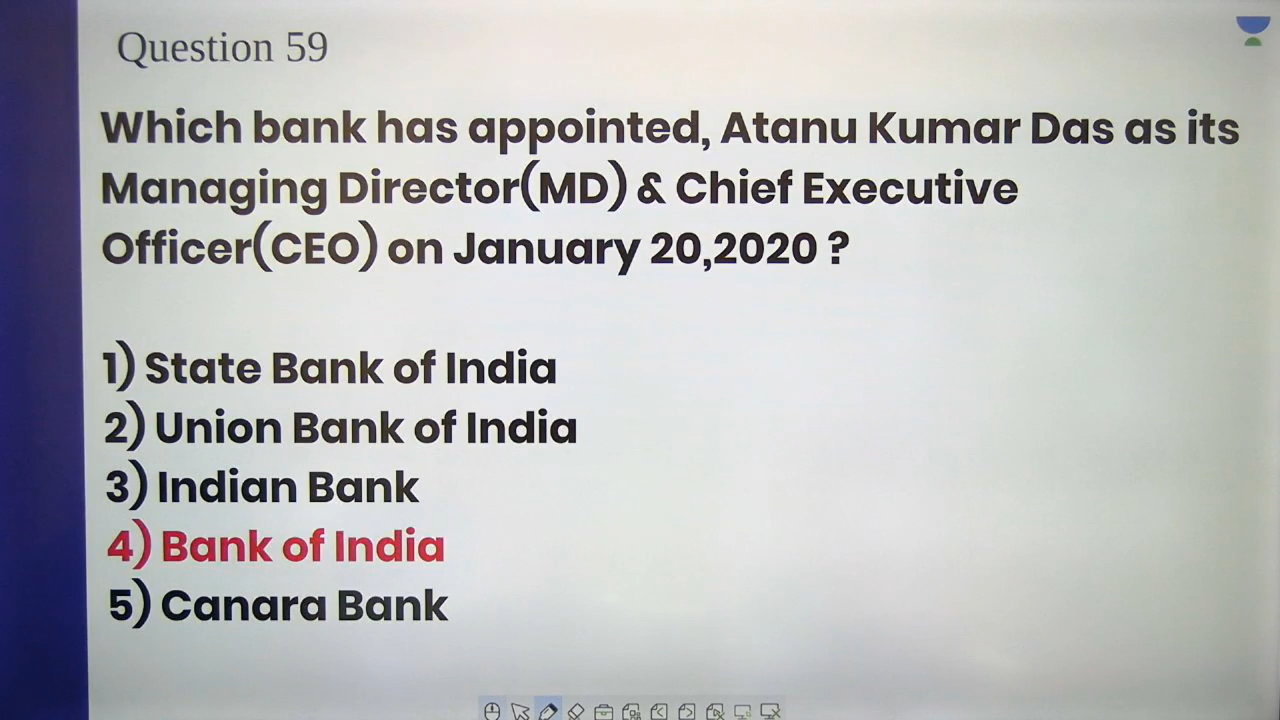 Question 59
Which bank has appointed, Atanu Kumar Das as its
Managing Director(MD) & Chief Executive
Officer(CEO) on January 20,2020 ?
1) State Bank of India
2) Union Bank of India
3) Indian Bank
4) Bank of India
5) Canara Bank